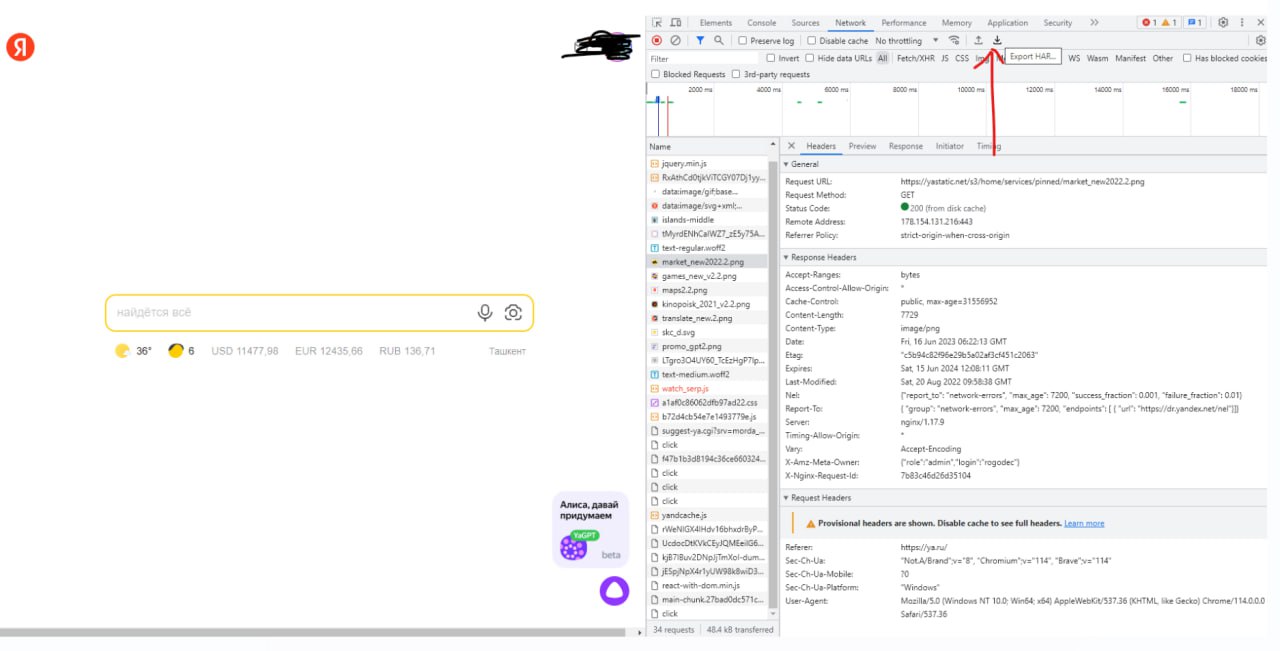 Я
найдётся всё
36° 6 USD 11477,98 EUR 12435,66 RUB 136,71 Ташкент
Алиса, давай
придумаем
YaGPT
beta
Elements Console Sources Network Performance Memory Application Security 1 1 1
Preserve log Disable cache No throttling
Export HAR...
Filter Invert Hide data URLs All Fetch/XHR JS CSS Img WS Wasm Manifest Other Has blocked cookies
Blocked Requests 3rd-party requests
2000 ms 4000 ms 6000 ms 8000 ms 10000 ms 12000 ms 14000 ms 16000 ms 18000 ms
Name
jquery.min.js
RxAthCd0tjkViTCGY07Dj1yy...
data:image/gif;base...
data:image/svg+xml;...
islands-middle
tMyrdENhCaIWZ7_zE5y75A...
text-regular.woff2
market_new2022.2.png
games_new_v2.2.png
maps2.2.png
kinopoisk_2021_v2.2.png
translate_new.2.png
skc_d.svg
promo_gpt2.png
LTgro3O4UY60_TcEzHgP7Ip...
text-medium.woff2
watch_serp.js
a1af0c86062dfb97ad22.css
b72d4cb54e7e1493779e.js
suggest-ya.cgi?srv=morda_...
click
f47b1b3d8194c36ce660324...
click
click
click
yandcache.js
rWeNIGX4IHdv16bhxdrByP...
UcdocDtKVkCEyJQMEeilG6...
kjB7IBuv2DNpJjTmXol-dum...
jESpjNpX4r1yUW98k8wiD3...
react-with-dom.min.js
main-chunk.27bad0dc571c...
click
34 requests 48.4 kB transferred
Headers Preview Response Initiator Timing
General
Request URL: https://yastatic.net/s3/home/services/pinned/market_new2022.2.png
Request Method: GET
Status Code: 200 (from disk cache)
Remote Address: 178.154.131.216:443
Referrer Policy: strict-origin-when-cross-origin
Response Headers
Accept-Ranges: bytes
Access-Control-Allow-Origin: *
Cache-Control: public, max-age=31556952
Content-Length: 7729
Content-Type: image/png
Date: Fri, 16 Jun 2023 06:22:13 GMT
Etag: "c5b94c82f96e29b5a02af3cf451c2063"
Expires: Sat, 15 Jun 2024 12:08:11 GMT
Last-Modified: Sat, 20 Aug 2022 09:58:38 GMT
Nel: {"report_to": "network-errors", "max_age": 7200, "success_fraction": 0.001, "failure_fraction": 0.01}
Report-To: { "group": "network-errors", "max_age": 7200, "endpoints": [ { "url": "https://dr.yandex.net/nel"}]}
Server: nginx/1.17.9
Timing-Allow-Origin: *
Vary: Accept-Encoding
X-Amz-Meta-Owner: {"role":"admin","login":"rogodec"}
X-Nginx-Request-Id: 7b83c46d26d35104
Request Headers
Provisional headers are shown. Disable cache to see full headers. Learn more
Referer: https://ya.ru/
Sec-Ch-Ua: "Not.A/Brand";v="8", "Chromium";v="114", "Brave";v="114"
Sec-Ch-Ua-Mobile: ?0
Sec-Ch-Ua-Platform: "Windows"
User-Agent: Mozilla/5.0 (Windows NT 10.0; Win64; x64) AppleWebKit/537.36 (KHTML, like Gecko) Chrome/114.0.0.0
Safari/537.36